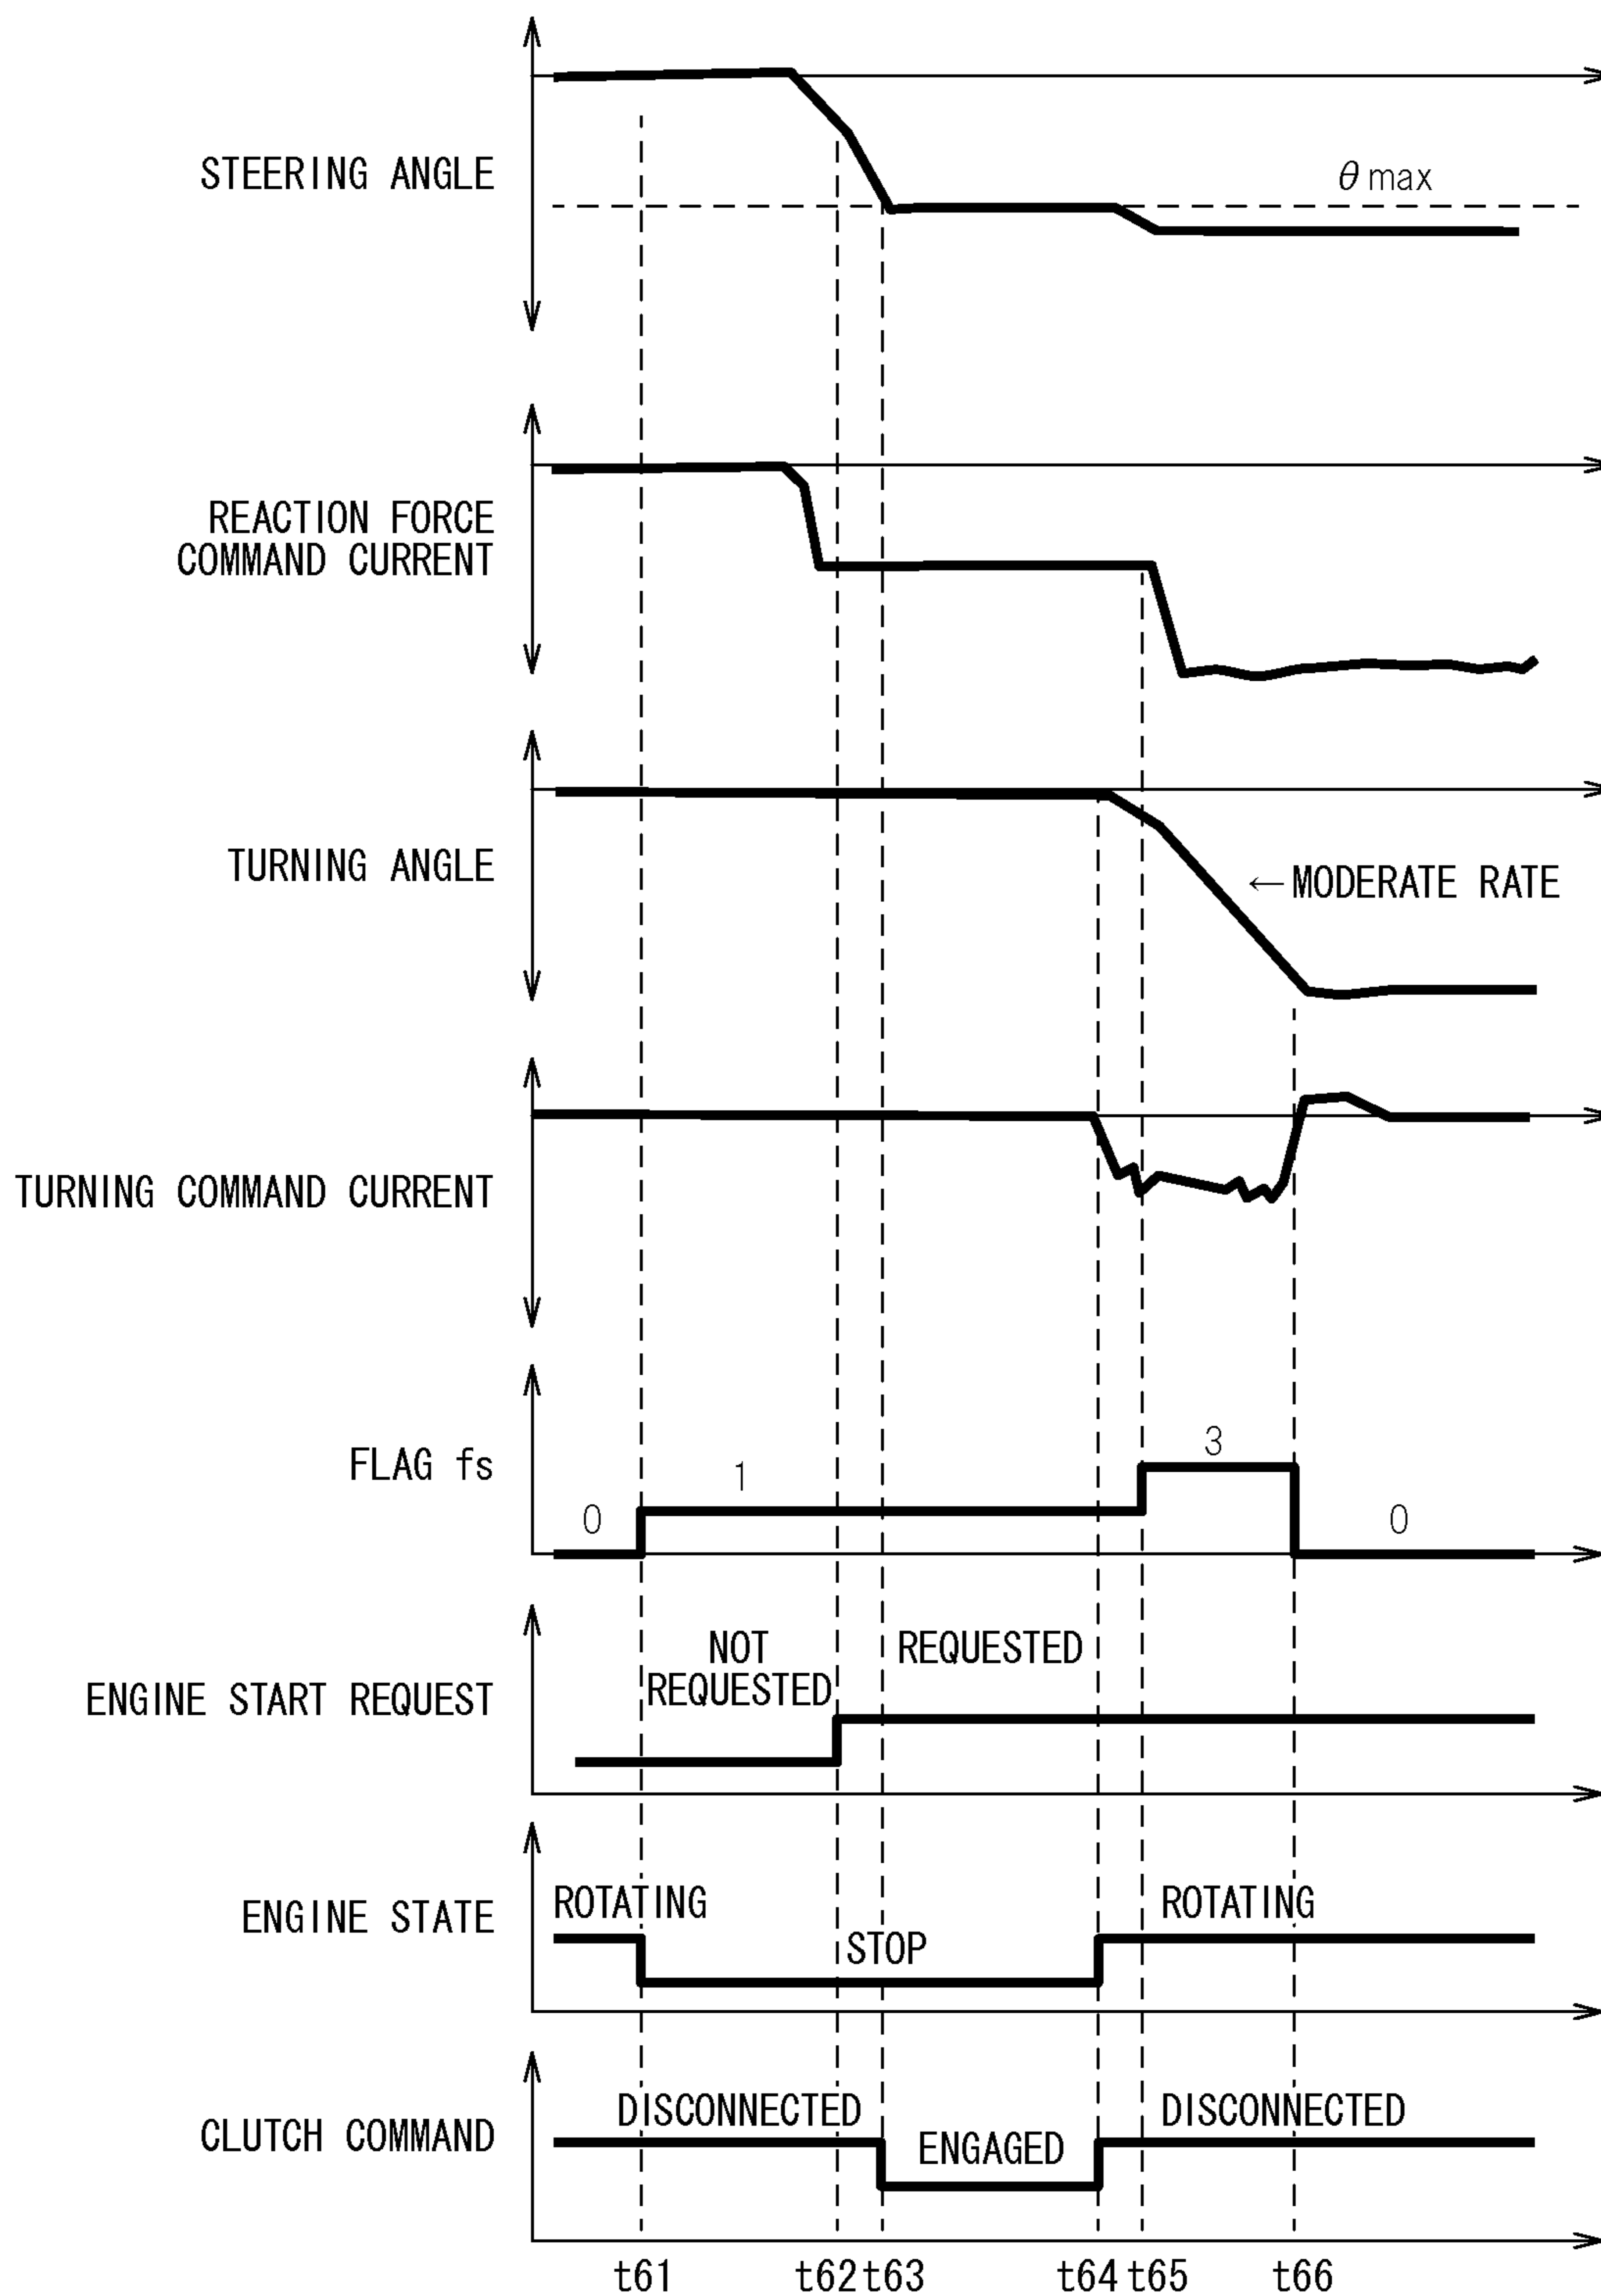 STEERING ANGLE
θmax
REACTION FORCE
COMMAND CURRENT
TURNING ANGLE
←MODERATE RATE
TURNING COMMAND CURRENT
FLAG fs
0
1
3
0
ENGINE START REQUEST
NOT
REQUESTED
REQUESTED
ENGINE STATE
ROTATING
STOP
ROTATING
CLUTCH COMMAND
DISCONNECTED
ENGAGED
DISCONNECTED
t61 t62 t63 t64 t65 t66